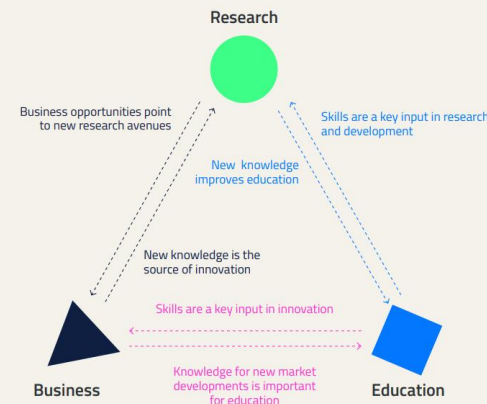 Research
Business opportunities point
to new research avenues
Skills are a key input in research
and development
New knowledge
improves education
New knowledge is the
source of innovation
Skills are a key input in innovation
Knowledge for new market
developments is important
for education
Business
Education